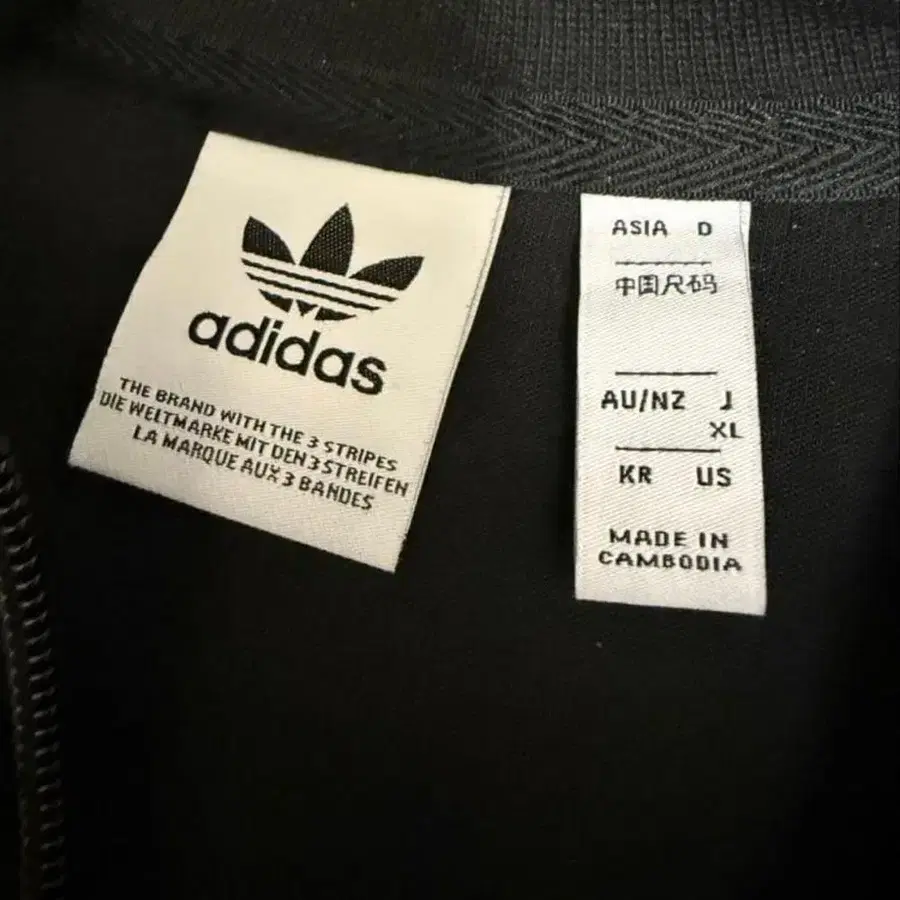 adidas
THE BRAND WITH THE 3 STRIPES
DIE WELTMARKE MIT DEN 3 STREIFEN
LA MARQUE AUX 3 BANDES
ASIA D
中国尺码
AU/NZ J
XL
KR US
MADE IN
CAMBODIA